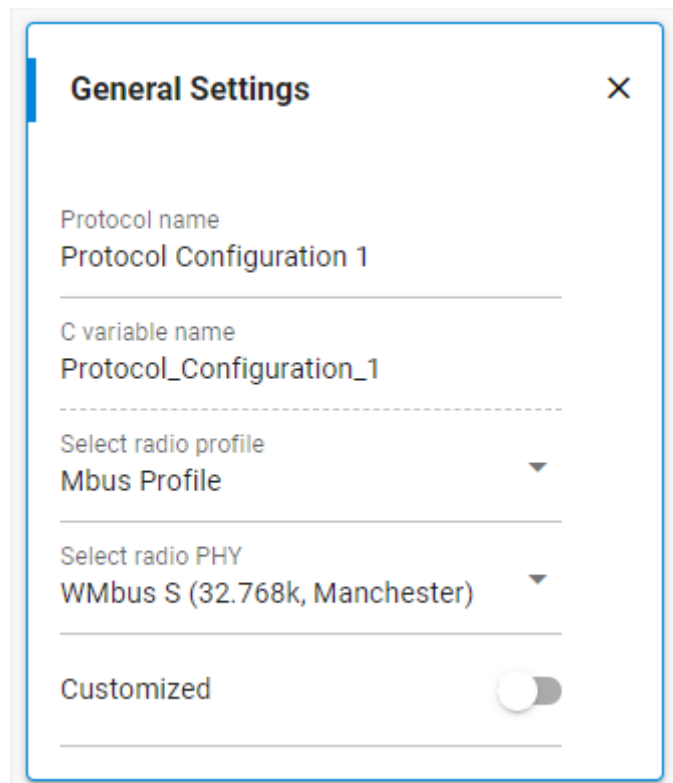 General Settings
Protocol name
Protocol Configuration 1
C variable name
Protocol_Configuration_1
Select radio profile
Mbus Profile
Select radio PHY
WMbus S (32.768k, Manchester)
Customized